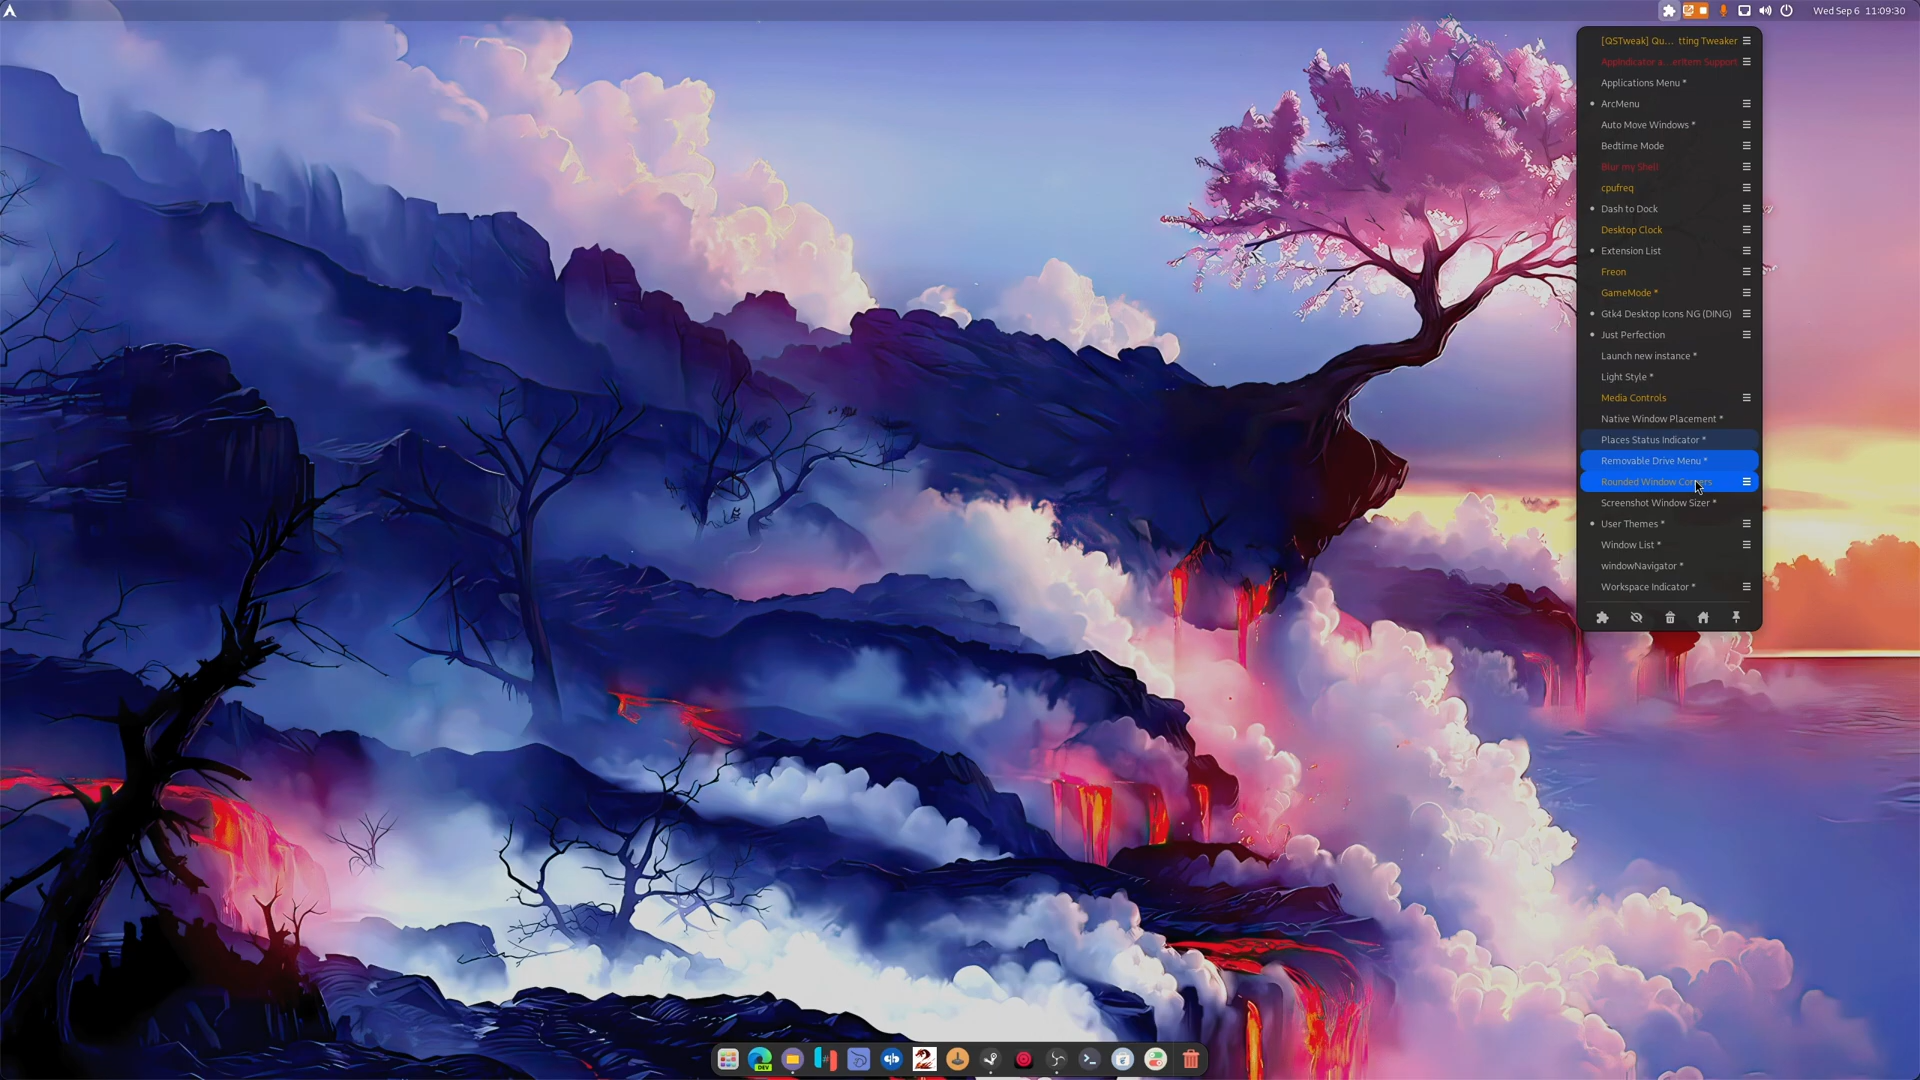 Wed Sep 6 11:09:30
[QSTweak] Qu... tting Tweaker
AppIndicator a...erItem Support
Applications Menu *
ArcMenu
Auto Move Windows *
Bedtime Mode
Blur my Shell
cpufreq
Dash to Dock
Desktop Clock
Extension List
Freon
GameMode *
Gtk4 Desktop Icons NG (DING)
Just Perfection
Launch new instance *
Light Style *
Media Controls
Native Window Placement *
Places Status Indicator *
Removable Drive Menu *
Rounded Window Corners
Screenshot Window Sizer *
User Themes *
Window List *
windowNavigator *
Workspace Indicator *
DEV